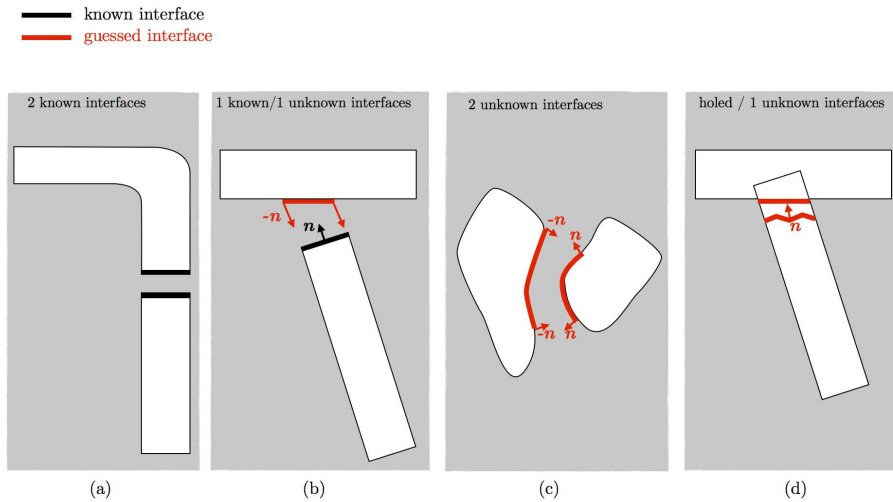 known interface
guessed interface
2 known interfaces
1 known/1 unknown interfaces
2 unknown interfaces
holed / 1 unknown interfaces
-n
n
-n
n
-n
n
n
(a)
(b)
(c)
(d)